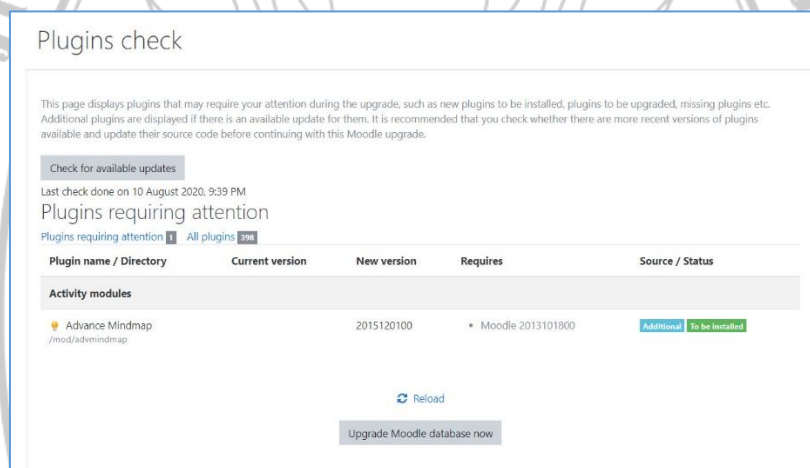 Plugins check
This page displays plugins that may require your attention during the upgrade, such as new plugins to be installed, plugins to be upgraded, missing plugins etc.
Additional plugins are displayed if there is an available update for them. It is recommended that you check whether there are more recent versions of plugins
available and update their source code before continuing with this Moodle upgrade.
Check for available updates
Last check done on 10 August 2020, 9:39 PM
Plugins requiring attention
Plugins requiring attention 1 All plugins 398
Plugin name / Directory Current version New version Requires Source / Status
Activity modules
Advance Mindmap 2015120100 • Moodle 2013101800 Additional To be installed
/mod/advmindmap
Reload
Upgrade Moodle database now